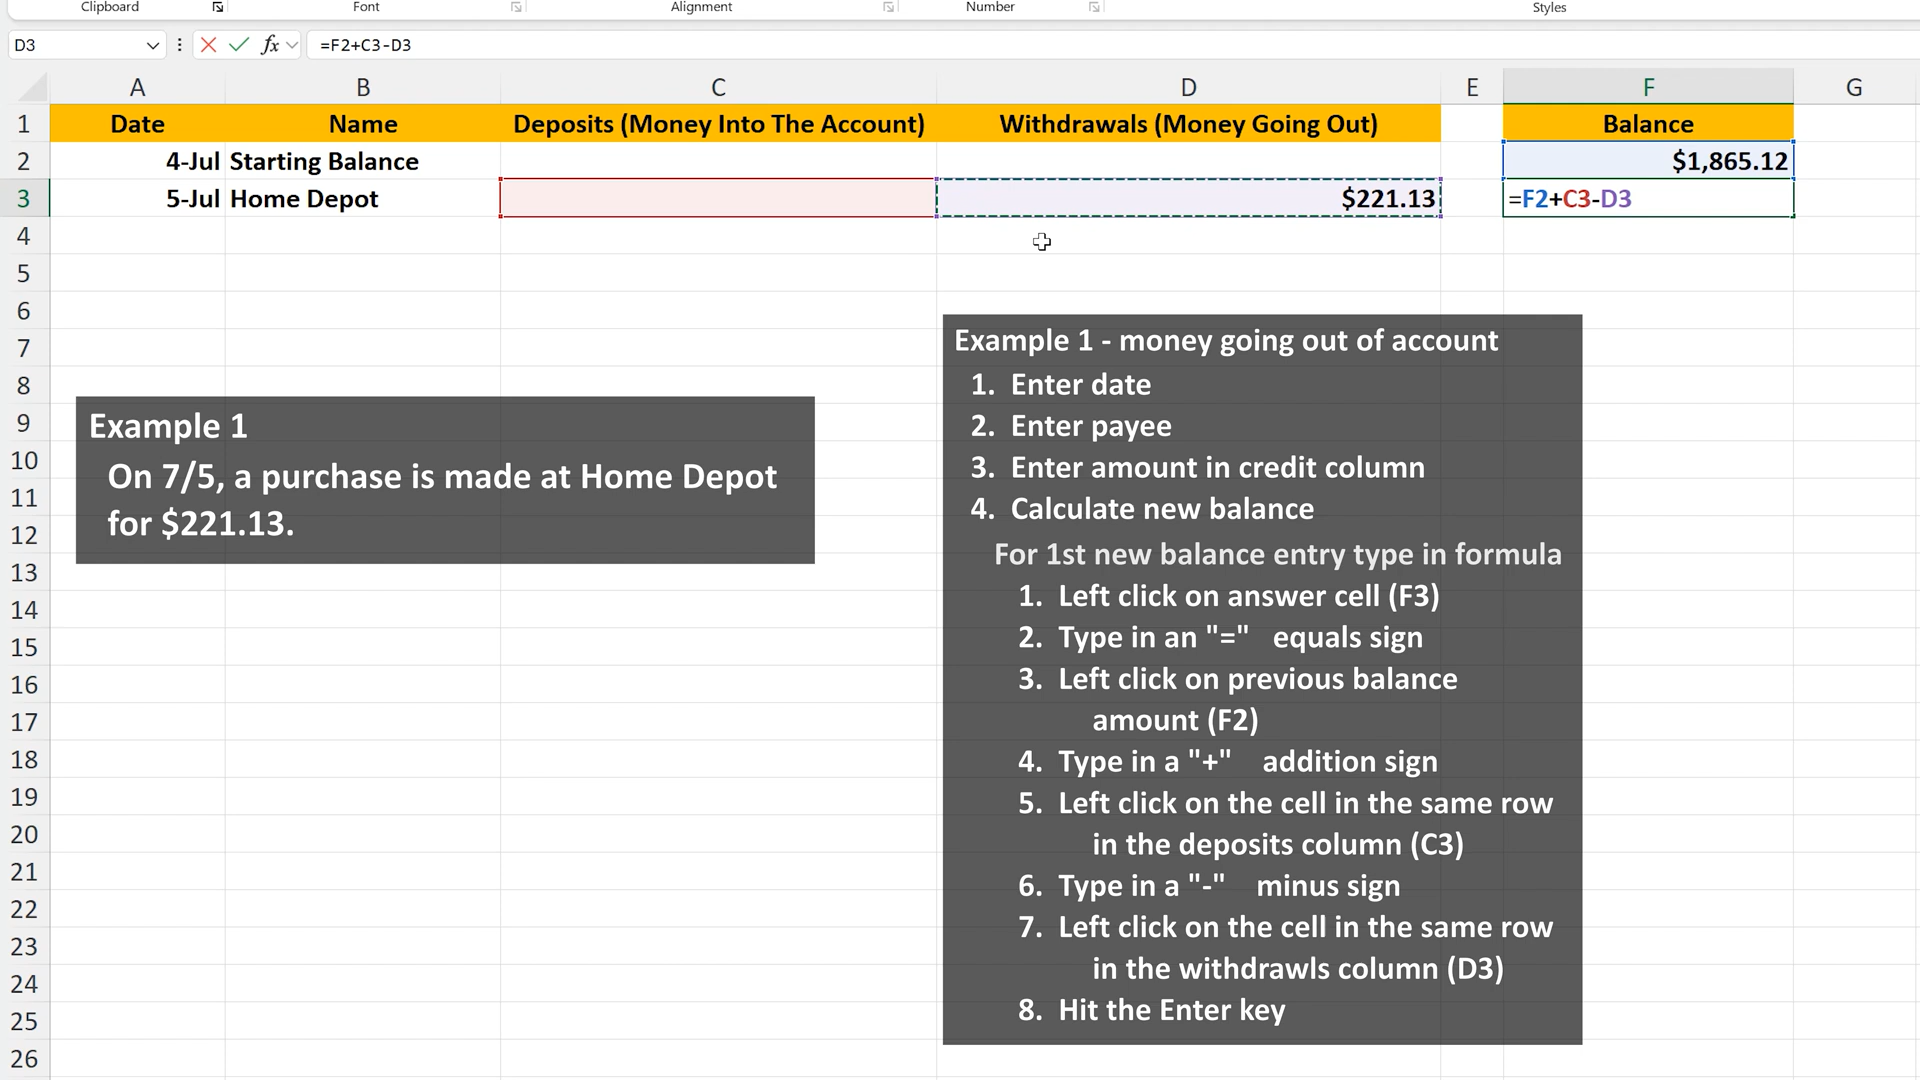 Clipboard Font Alignment Number Styles
D3 fx =F2+C3-D3
A B C D E F G
1 Date Name Deposits (Money Into The Account) Withdrawals (Money Going Out) Balance
2 4-Jul Starting Balance $1,865.12
3 5-Jul Home Depot $221.13 =F2+C3-D3
4
5
6
7
8
9
10
11
12
13
14
15
16
17
18
19
20
21
22
23
24
25
26
Example 1
On 7/5, a purchase is made at Home Depot
for $221.13.
Example 1 - money going out of account
1. Enter date
2. Enter payee
3. Enter amount in credit column
4. Calculate new balance
For 1st new balance entry type in formula
1. Left click on answer cell (F3)
2. Type in an "=" equals sign
3. Left click on previous balance
amount (F2)
4. Type in a "+" addition sign
5. Left click on the cell in the same row
in the deposits column (C3)
6. Type in a "-" minus sign
7. Left click on the cell in the same row
in the withdrawls column (D3)
8. Hit the Enter key